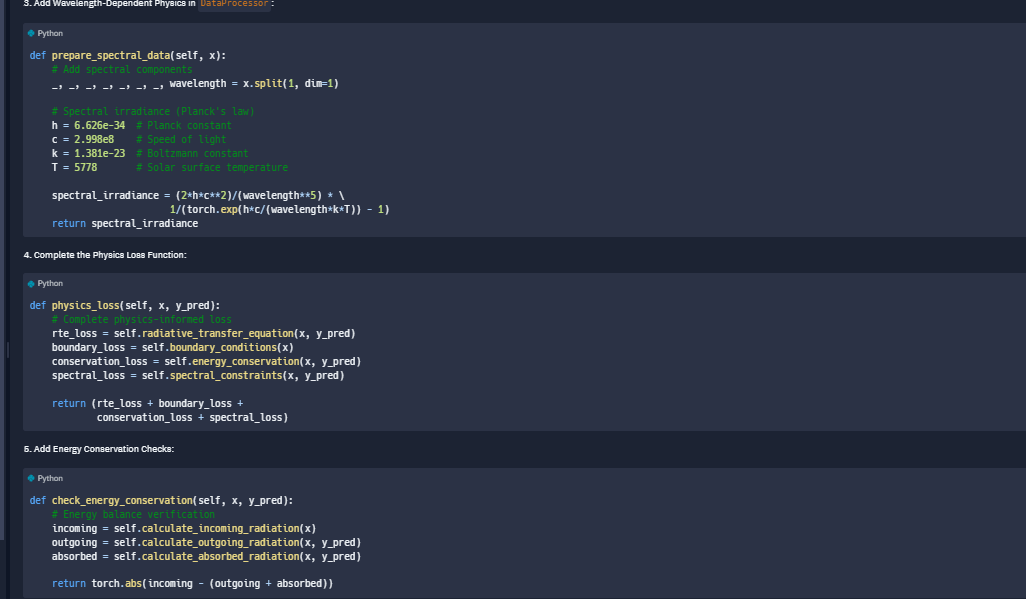 3. Add Wavelength-Dependent Physics in DataProcessor:
Python
def prepare_spectral_data(self, x):
# Add spectral components
_, _, _, _, _, _, _, wavelength = x.split(1, dim=1)
# Spectral irradiance (Planck's law)
h = 6.626e-34 # Planck constant
c = 2.998e8 # Speed of light
k = 1.381e-23 # Boltzmann constant
T = 5778 # Solar surface temperature
spectral_irradiance = (2*h*c**2)/(wavelength**5) * \
1/(torch.exp(h*c/(wavelength*k*T)) - 1)
return spectral_irradiance
4. Complete the Physics Loss Function:
Python
def physics_loss(self, x, y_pred):
# Complete physics-informed loss
rte_loss = self.radiative_transfer_equation(x, y_pred)
boundary_loss = self.boundary_conditions(x)
conservation_loss = self.energy_conservation(x, y_pred)
spectral_loss = self.spectral_constraints(x, y_pred)
return (rte_loss + boundary_loss +
conservation_loss + spectral_loss)
5. Add Energy Conservation Checks:
Python
def check_energy_conservation(self, x, y_pred):
# Energy balance verification
incoming = self.calculate_incoming_radiation(x)
outgoing = self.calculate_outgoing_radiation(x, y_pred)
absorbed = self.calculate_absorbed_radiation(x, y_pred)
return torch.abs(incoming - (outgoing + absorbed))